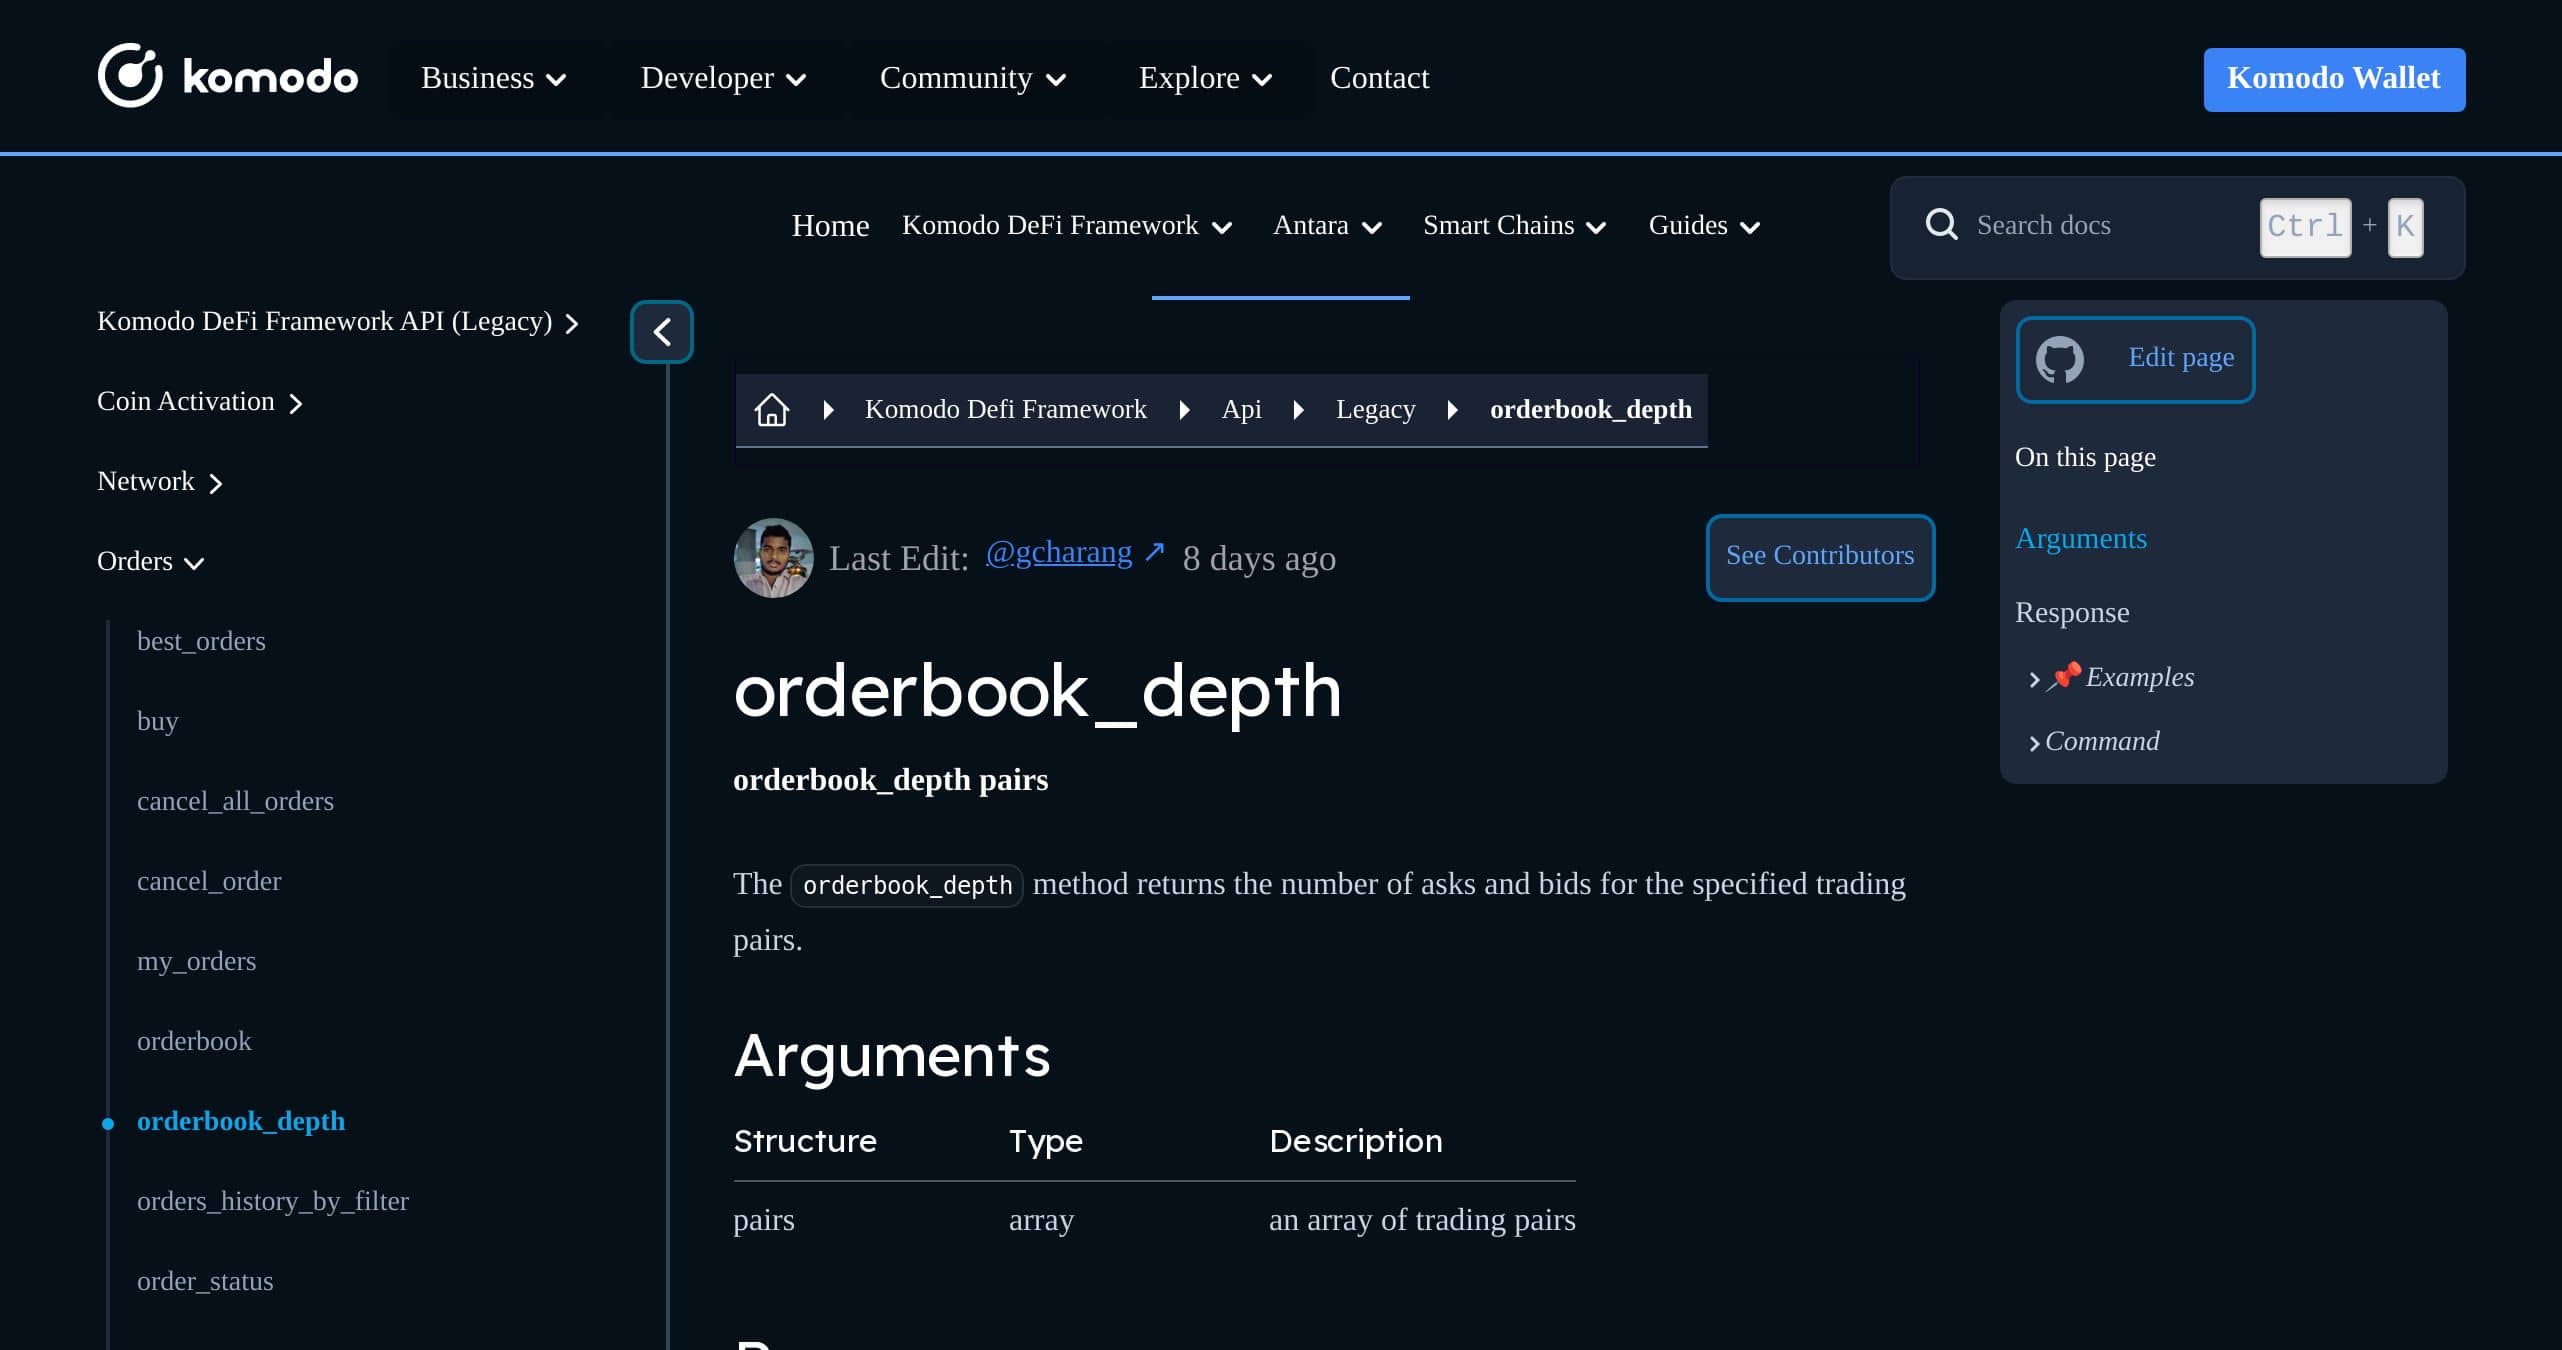 komodo Business Developer Community Explore Contact Komodo Wallet
Home Komodo DeFi Framework Antara Smart Chains Guides Search docs Ctrl + K
Komodo DeFi Framework API (Legacy)
Coin Activation
Network
Orders
best_orders
buy
cancel_all_orders
cancel_order
my_orders
orderbook
orderbook_depth
orders_history_by_filter
order_status
Komodo Defi Framework Api Legacy orderbook_depth
Last Edit: @gcharang ↗ 8 days ago See Contributors
orderbook_depth
orderbook_depth pairs
The orderbook_depth method returns the number of asks and bids for the specified trading
pairs.
Arguments
Structure Type Description
pairs array an array of trading pairs
Edit page
On this page
Arguments
Response
📌 Examples
Command